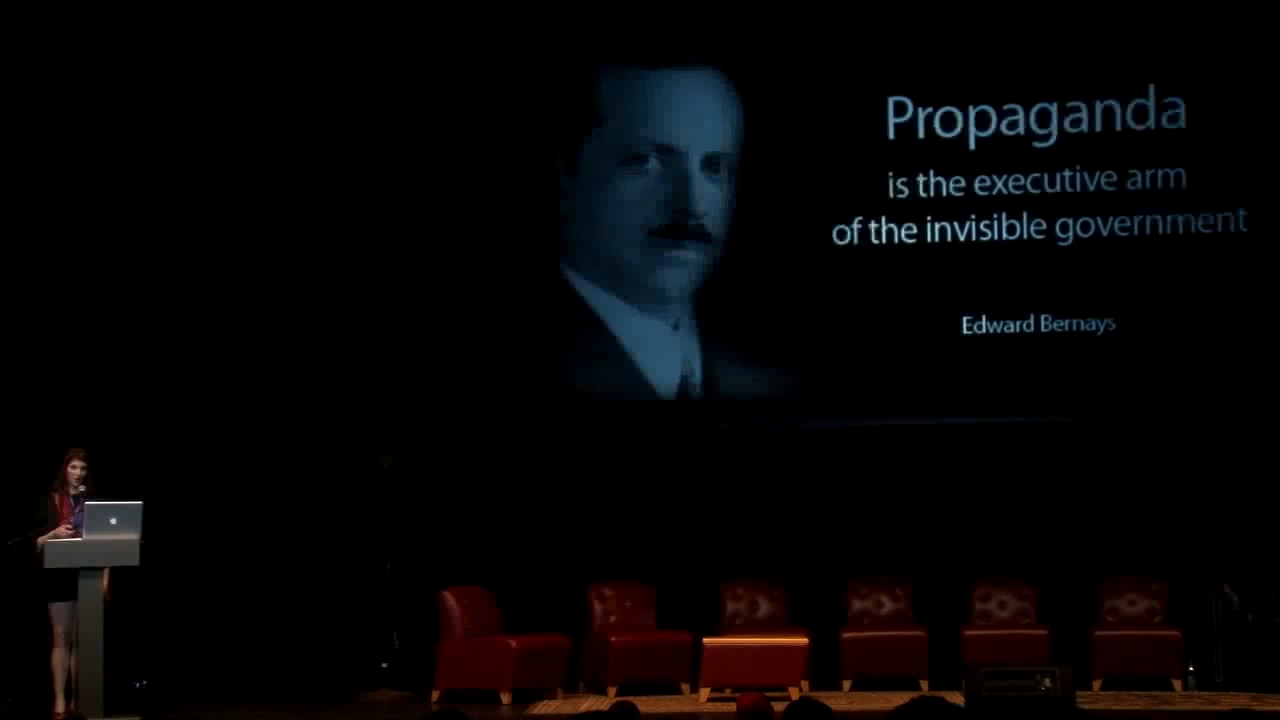 Propaganda
is the executive arm
of the invisible government
Edward Bernays